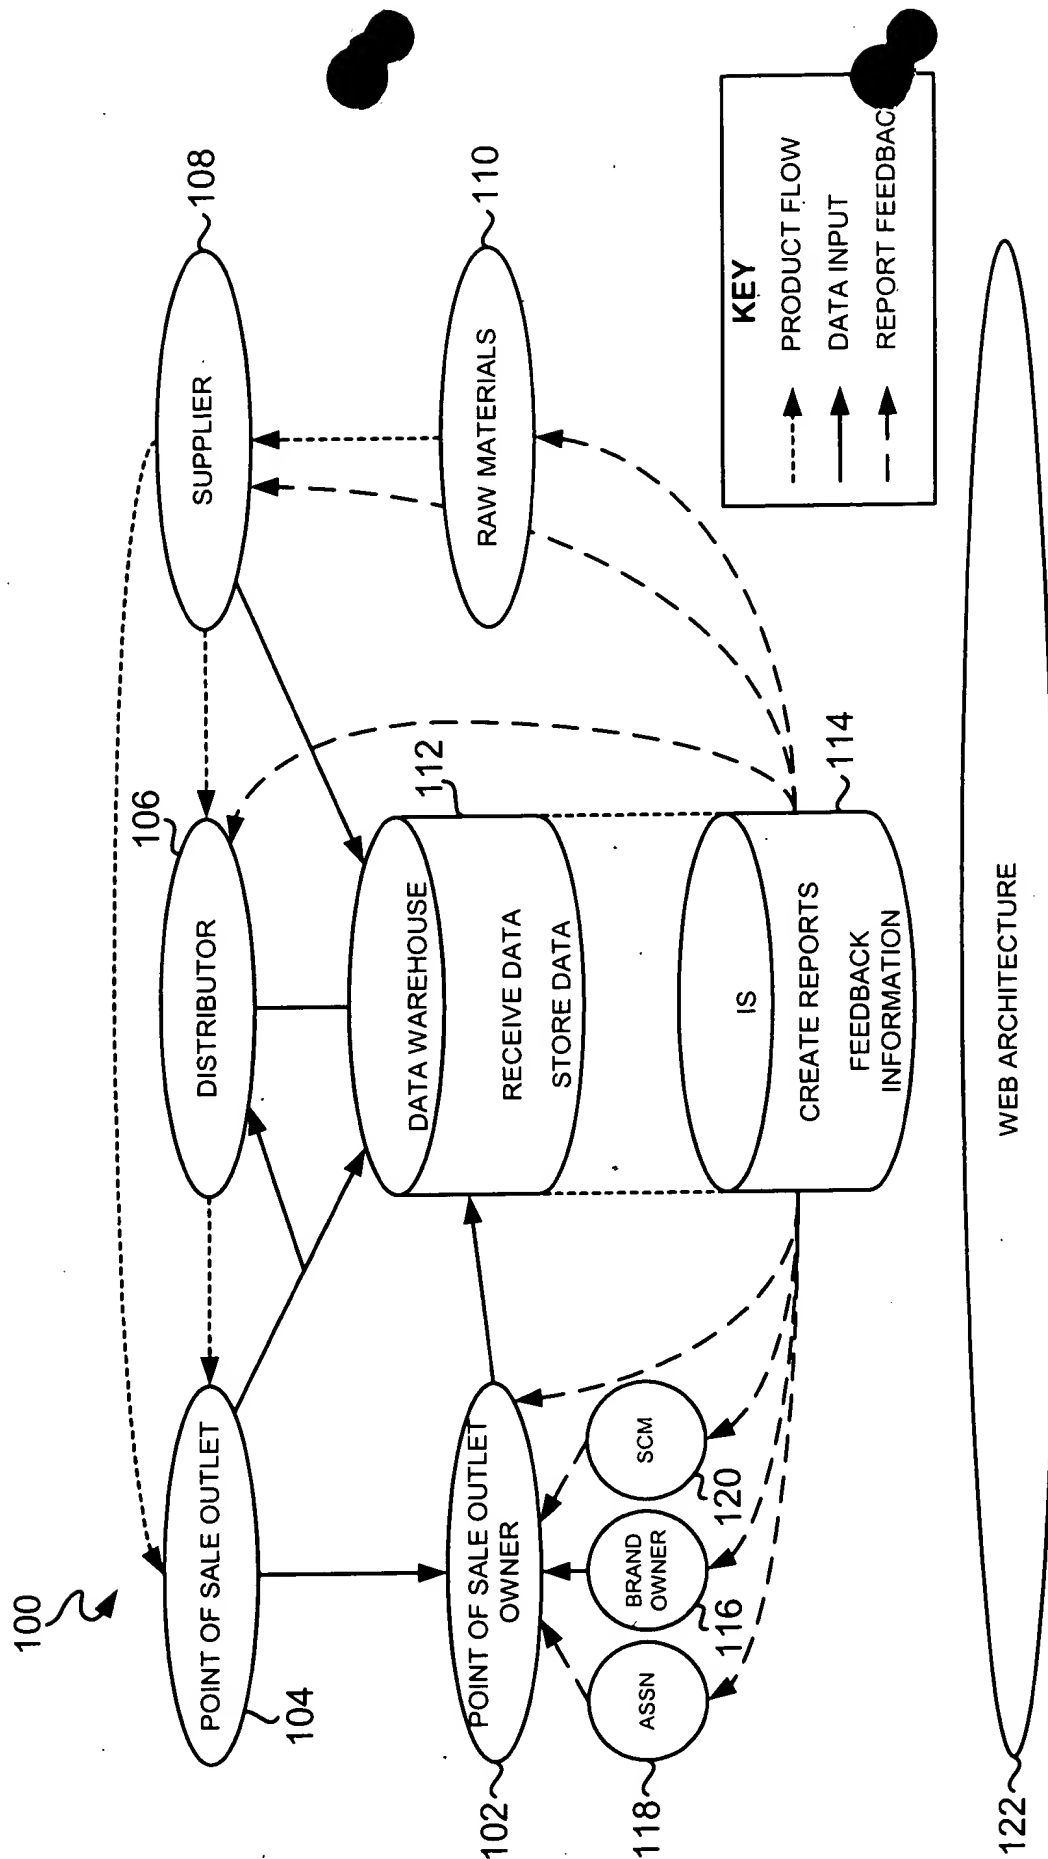 100
POINT OF SALE OUTLET
104
DISTRIBUTOR
106
SUPPLIER
108
POINT OF SALE OUTLET
OWNER
102
DATA WAREHOUSE
112
RECEIVE DATA
STORE DATA
RAW MATERIALS
110
ASSN
118
BRAND
OWNER
116
SCM
120
IS
CREATE REPORTS
FEEDBACK
INFORMATION
114
KEY
PRODUCT FLOW
DATA INPUT
REPORT FEEDBAC
WEB ARCHITECTURE
122